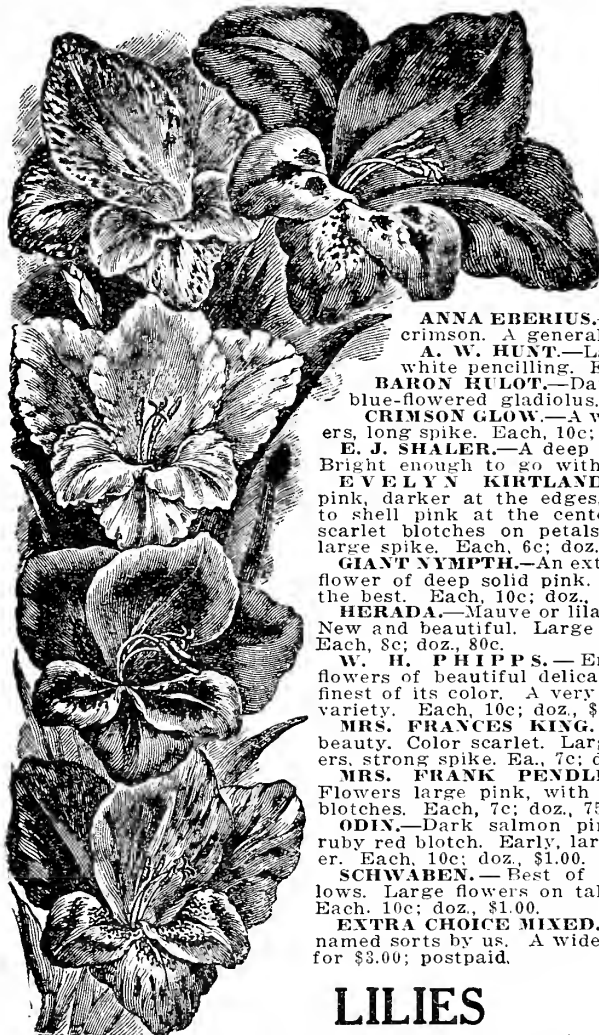 ANNA EBERIUS.
crimson. A general
A. W. HUNT.—L
white pencilling. E
BARON HULOT.—Da
blue-flowered gladiolus.
CRIMSON GLOW.—A
ers, long spike. Each, 10c;
E. J. SHALER.—A deep
Bright enough to go with
EVELYN KIRTLAND
pink, darker at the edges
to shell pink at the cent
scarlet blotches on petals
large spike. Each, 6c; doz.
GIANT NYMPTH.—An ext
flower of deep solid pink.
the best. Each, 10c; doz.,
HERADA.—Mauve or lila
New and beautiful. Large
Each, 8c; doz., 80c.
W. H. PHIPPS.—E
flowers of beautiful delica
finest of its color. A very
variety. Each, 10c; doz., $
MRS. FRANCES KING.
beauty. Color scarlet. Lar
ers, strong spike. Ea., 7c; d
MRS. FRANK PENDL
Flowers large pink, with
blotches. Each, 7c; doz., 7
ODIN.—Dark salmon pi
ruby red blotch. Early, lar
er. Each, 10c; doz., $1.00.
SCHWABEN.—Best of
lows. Large flowers on tal
Each. 10c; doz., $1.00.
EXTRA CHOICE MIXED.
named sorts by us. A wide
for $3.00; postpaid.
LILIES